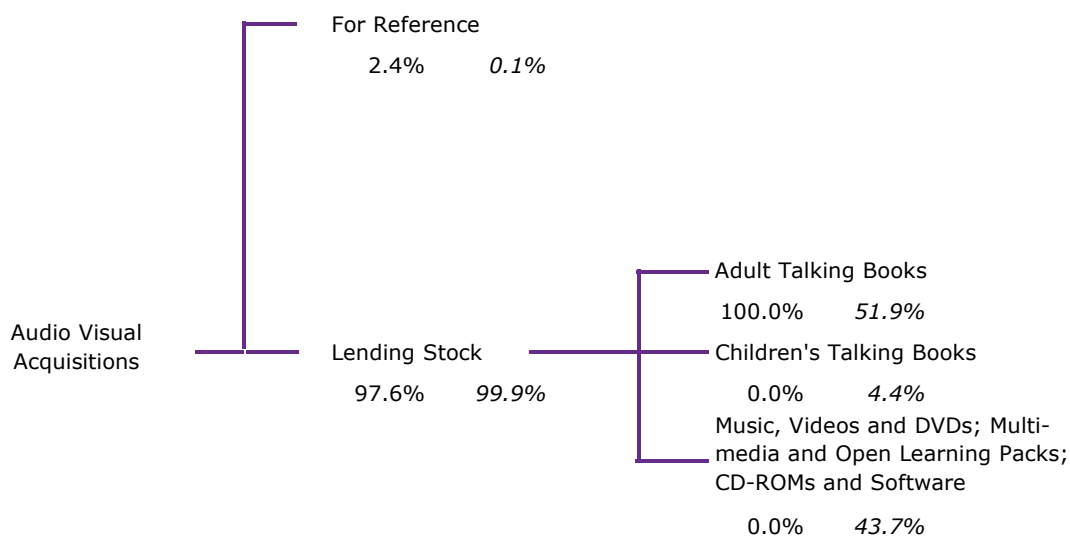 For Reference
2.4% 0.1%
Adult Talking Books
100.0% 51.9%
Audio Visual
Acquisitions
Lending Stock
97.6% 99.9%
Children's Talking Books
0.0% 4.4%
Music, Videos and DVDs; Multi-
media and Open Learning Packs;
CD-ROMs and Software
0.0% 43.7%